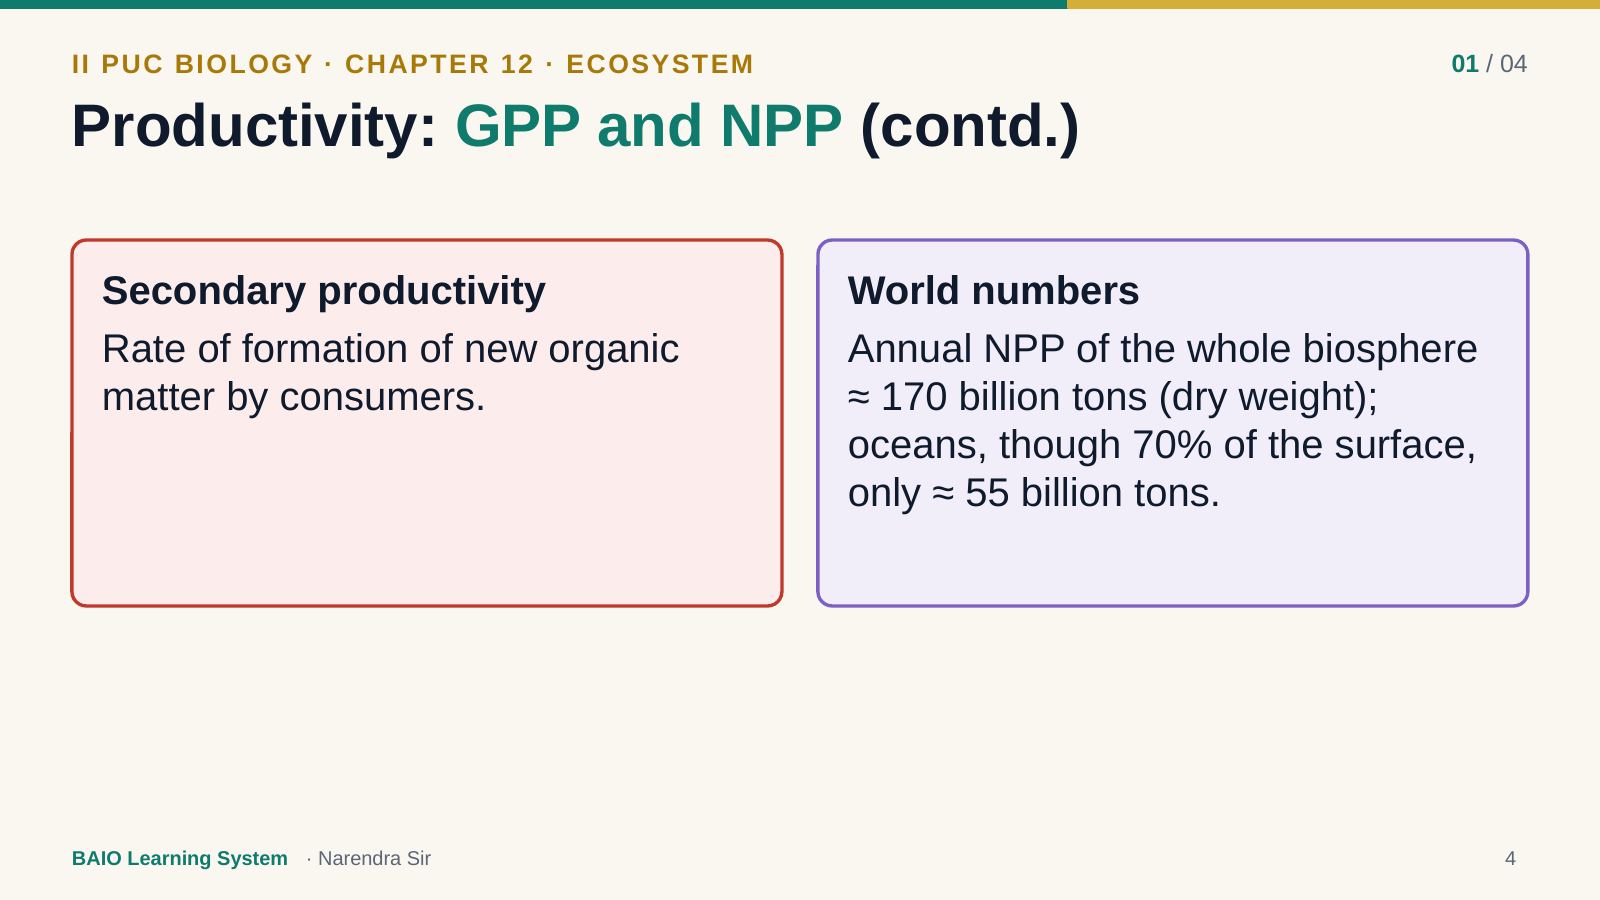 II PUC BIOLOGY · CHAPTER 12 · ECOSYSTEM
01 / 04
Productivity: GPP and NPP (contd.)
Secondary productivity
Rate of formation of new organic
matter by consumers.
World numbers
Annual NPP of the whole biosphere
≈ 170 billion tons (dry weight);
oceans, though 70% of the surface,
only ≈ 55 billion tons.
BAIO Learning System · Narendra Sir
4